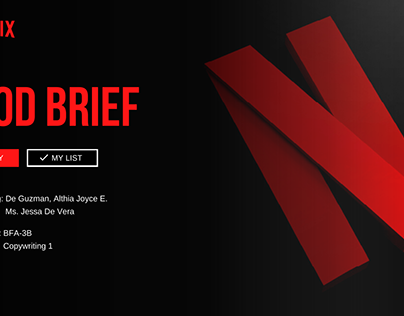 IX
OD BRIEF
Y
MY LIST
: De Guzman, Althia Joyce E.
Ms. Jessa De Vera
: BFA-3B
Copywriting 1